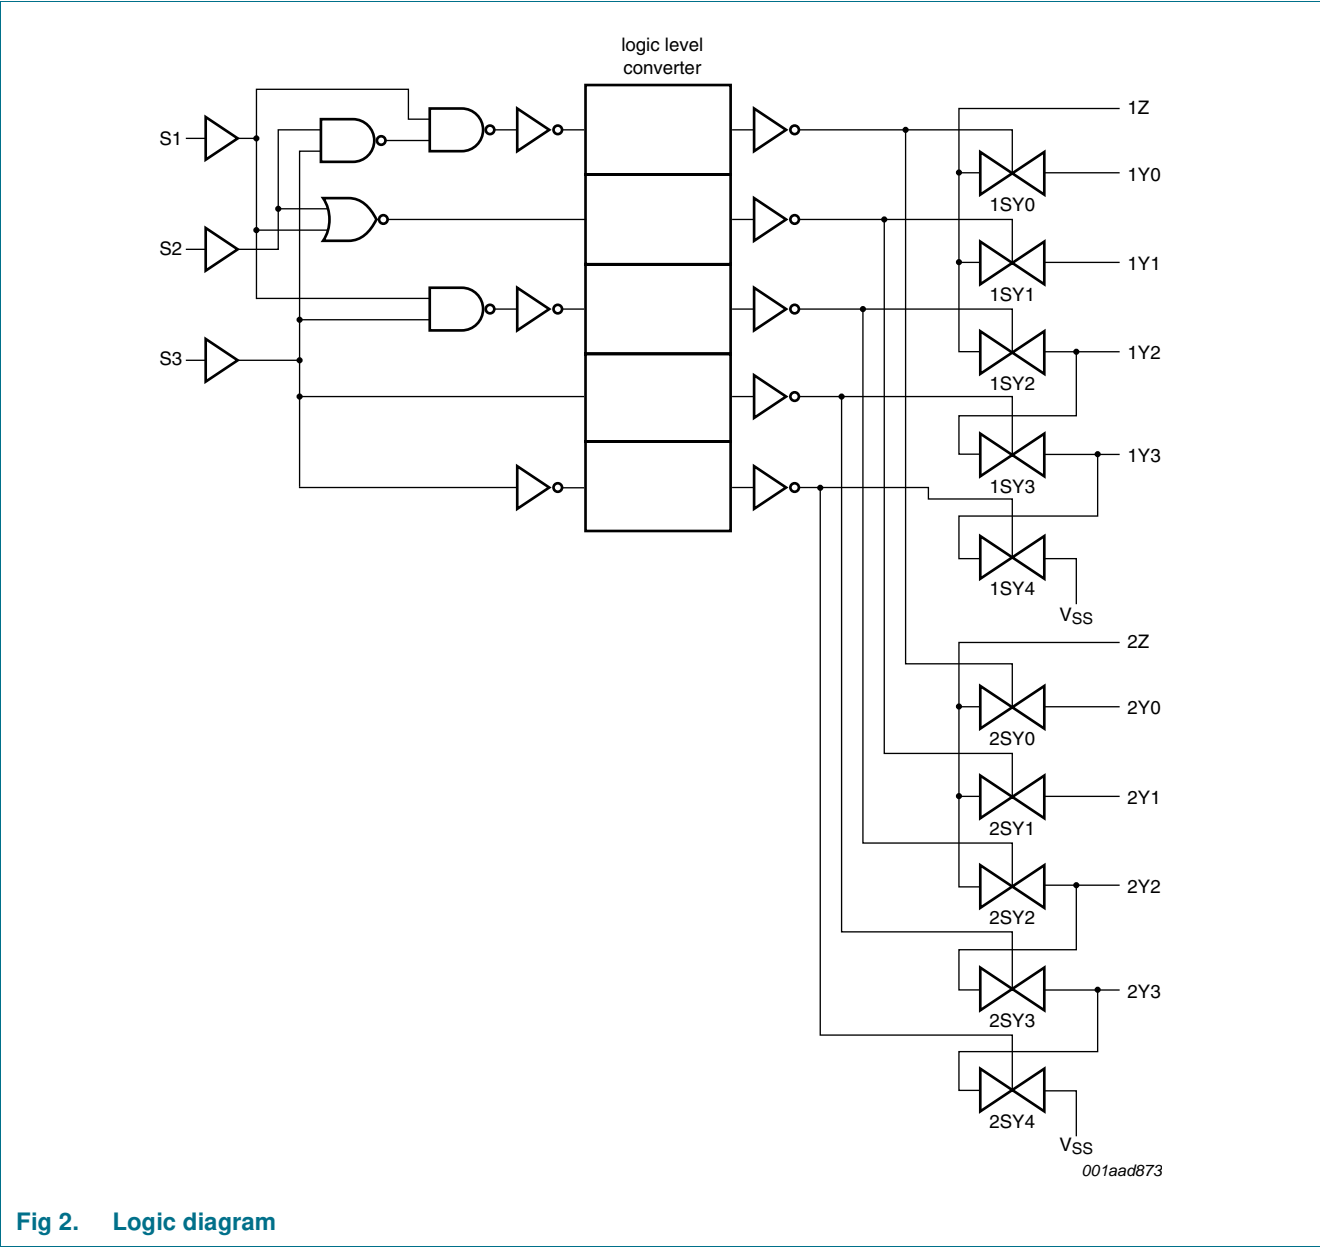 logic level
converter
S1
S2
S3
1Z
1Y0
1SY0
1Y1
1SY1
1Y2
1SY2
1Y3
1SY3
1SY4
VSS
2Z
2Y0
2SY0
2Y1
2SY1
2Y2
2SY2
2Y3
2SY3
2SY4
VSS
001aad873
Fig 2. Logic diagram